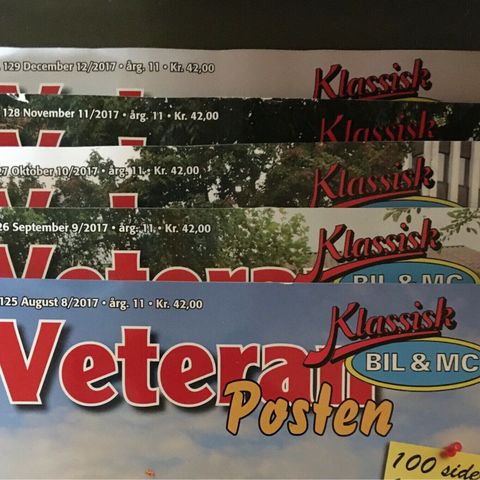 129 December 12/2017 • årg. 11 • Kr. 42,00
Klassisk
128 November 11/2017 • årg. 11 • Kr. 42,00
Klassisk
27 Oktober 10/2017 • årg. 11 • Kr. 42,00
Klassisk
26 September 9/2017 • årg. 11 • Kr. 42,00
Klassisk
Veteran
BIL & MC
125 August 8/2017 • årg. 11 • Kr. 42,00
Klassisk
Veteran
BIL & MC
Posten
100 side